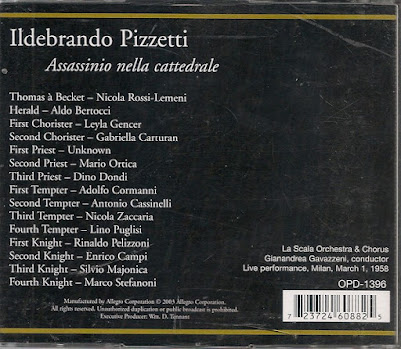 Ildebrando Pizzetti
Assassinio nella cattedrale
Thomas à Becket – Nicola Rossi-Lemeni
Herald – Aldo Bertocci
First Chorister – Leyla Gencer
Second Chorister – Gabriella Carturan
First Priest – Unknown
Second Priest – Mario Ortica
Third Priest – Dino Dondi
First Tempter – Adolfo Cormanni
Second Tempter – Antonio Cassinelli
Third Tempter – Nicola Zaccaria
Fourth Tempter – Lino Puglisi
First Knight – Rinaldo Pelizzoni
Second Knight – Enrico Campi
Third Knight – Silvio Majonica
Fourth Knight – Marco Stefanoni
La Scala Orchestra & Chorus
Gianandrea Gavazzeni, conductor
Live performance, Milan, March 1, 1958
OPD-1396
7 23724 60882 5
Manufactured by Allegro Corporation © 2003 Allegro Corporation.
All rights reserved. Unauthorized duplication or public broadcast is prohibited.
Executive Producer: Wm. D. Tennant